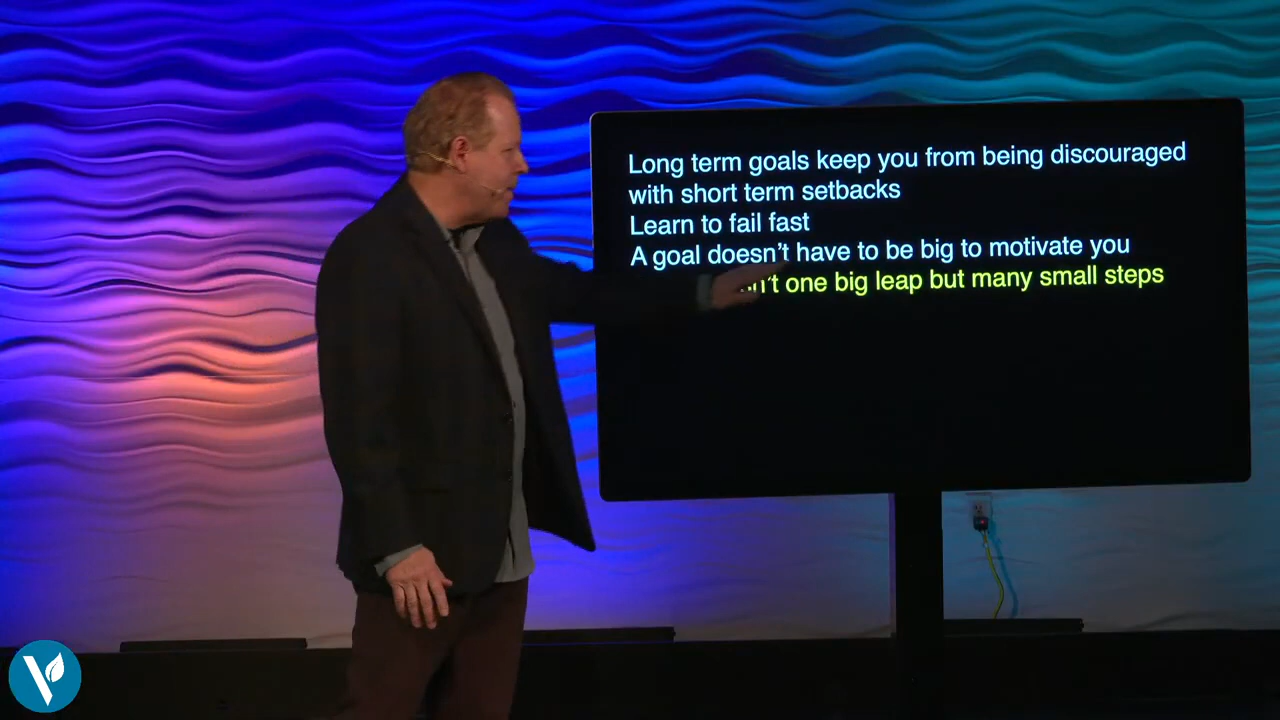 Long term goals keep you from being discouraged
with short term setbacks
Learn to fail fast
A goal doesn't have to be big to motivate you
one big leap but many small steps